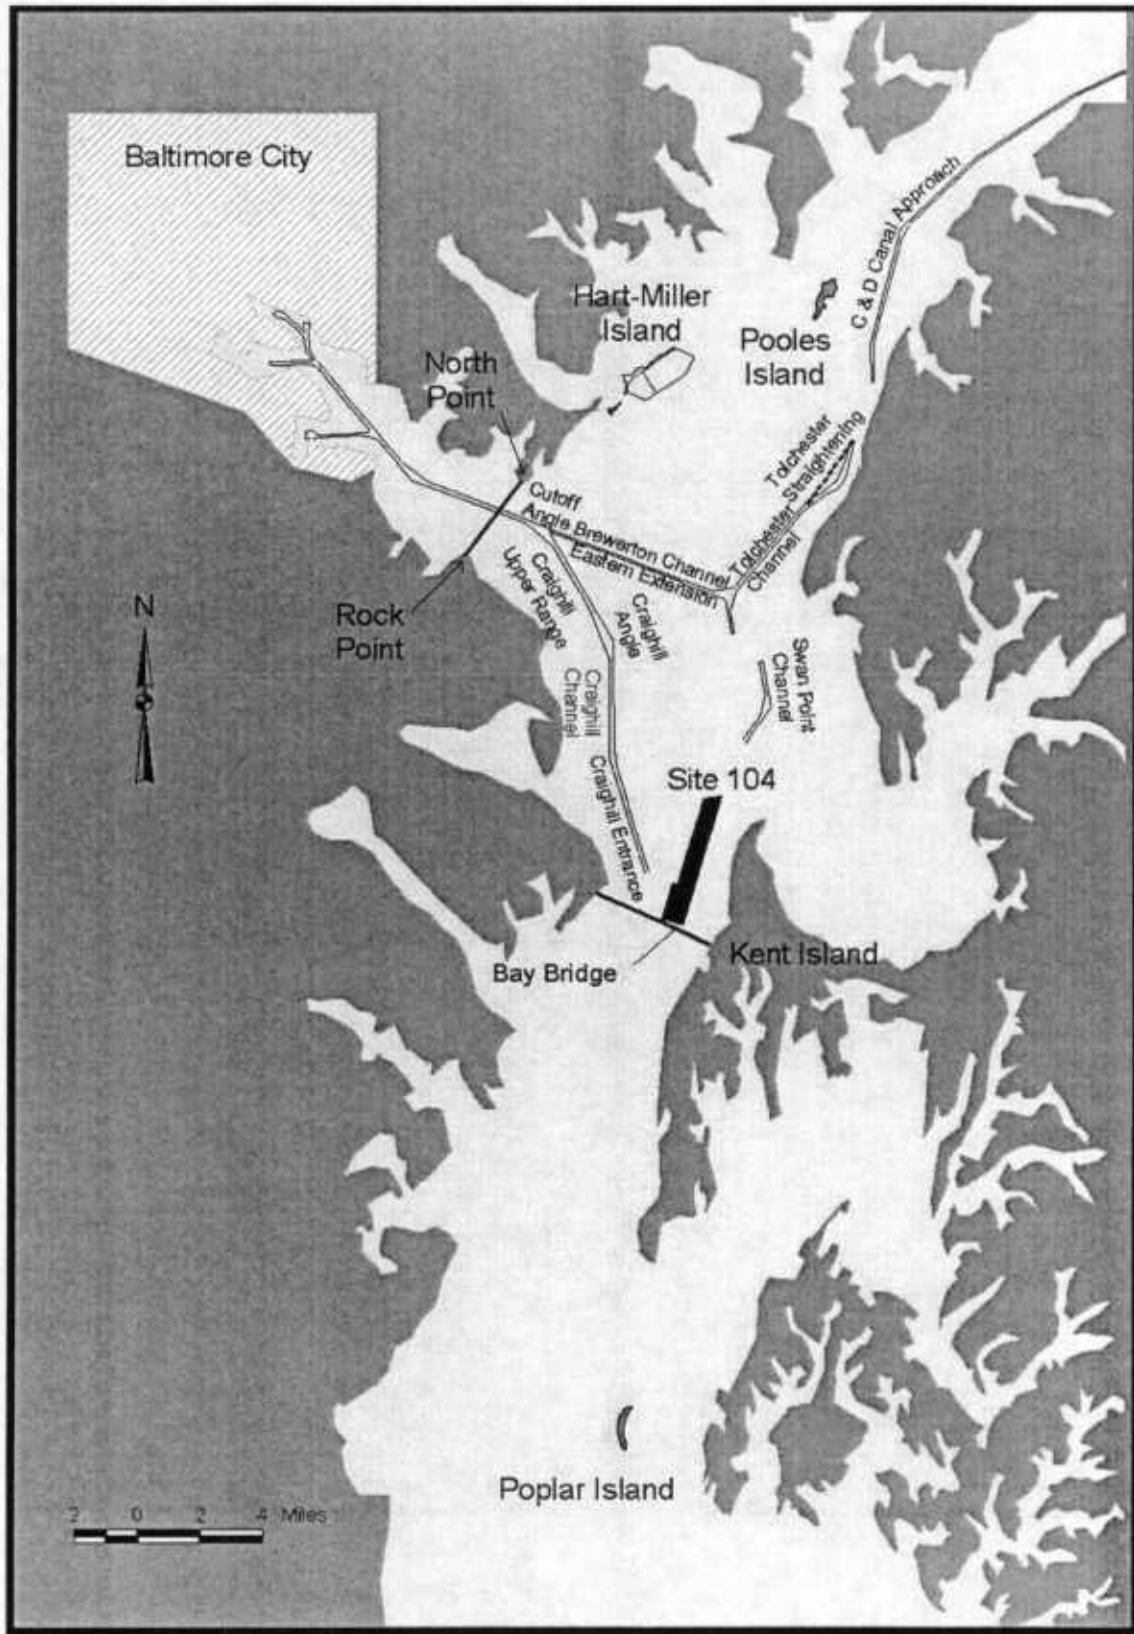 Baltimore City
C & D Canal Approach
Hart-Miller
Island
Pooles
Island
North
Point
Tolchester
Straightening
Cutoff
Angle Brewerton Channel
Eastern Extension
Tolchester
Channel
Craighill
Upper Range
Craighill
Angle
Rock
Point
N
Swan Point
Channel
Craighill
Channel
Site 104
Craighill Entrance
Kent Island
Bay Bridge
Poplar Island
2 0 2 4 Miles